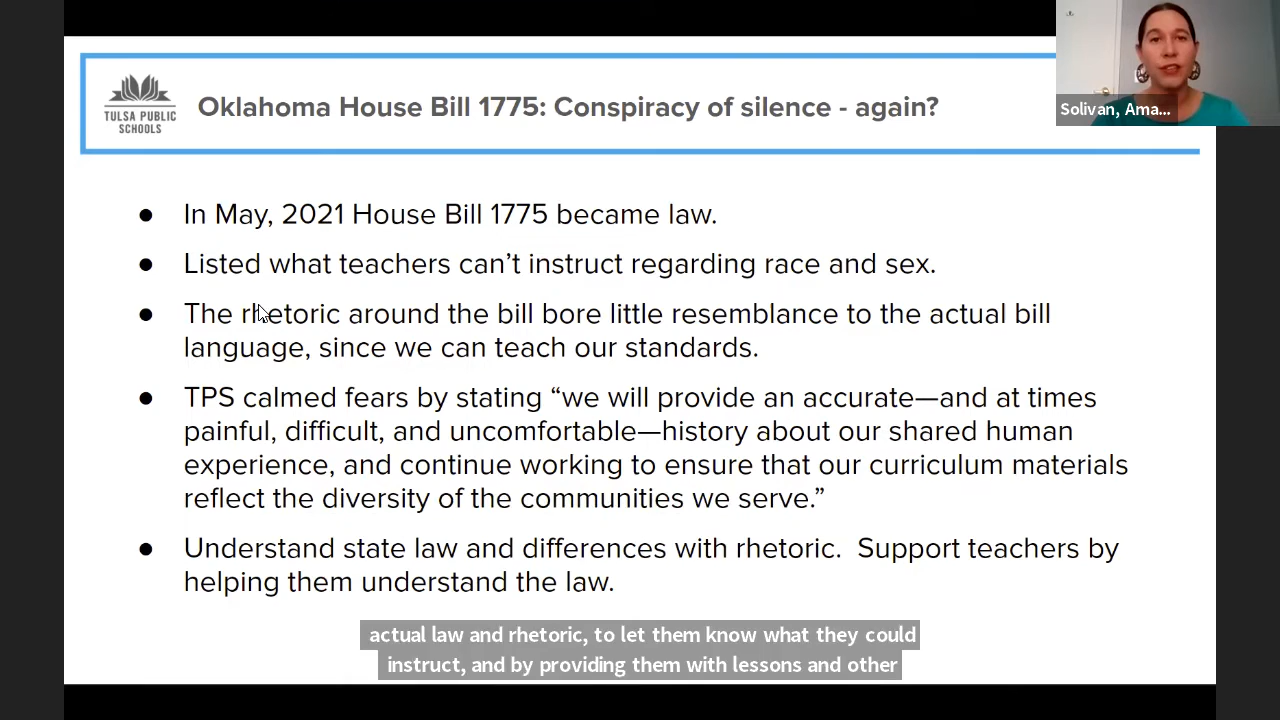 TULSA PUBLIC
SCHOOLS
Oklahoma House Bill 1775: Conspiracy of silence - again?
Solivan, Ama...
● In May, 2021 House Bill 1775 became law.
● Listed what teachers can’t instruct regarding race and sex.
● The rhetoric around the bill bore little resemblance to the actual bill
language, since we can teach our standards.
● TPS calmed fears by stating “we will provide an accurate—and at times
painful, difficult, and uncomfortable—history about our shared human
experience, and continue working to ensure that our curriculum materials
reflect the diversity of the communities we serve.”
● Understand state law and differences with rhetoric.  Support teachers by
helping them understand the law.
actual law and rhetoric, to let them know what they could
instruct, and by providing them with lessons and other